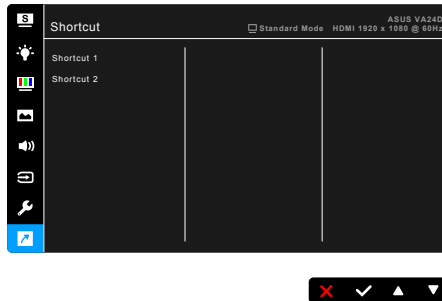 S
Shortcut
ASUS VA24D
Standard Mode HDMI 1920 x 1080 @ 60Hz
Shortcut 1
Shortcut 2